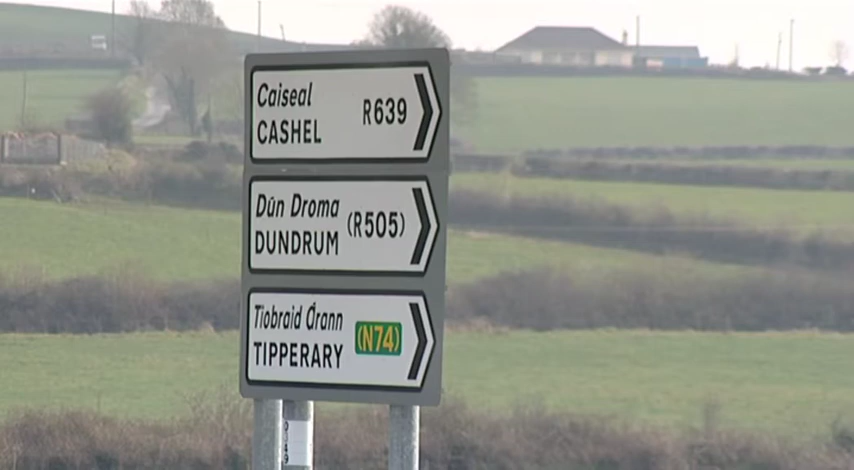 Caiseal
CASHEL R639
Dún Droma
DUNDRUM (R505)
Tiobraid Árann
TIPPERARY (N74)